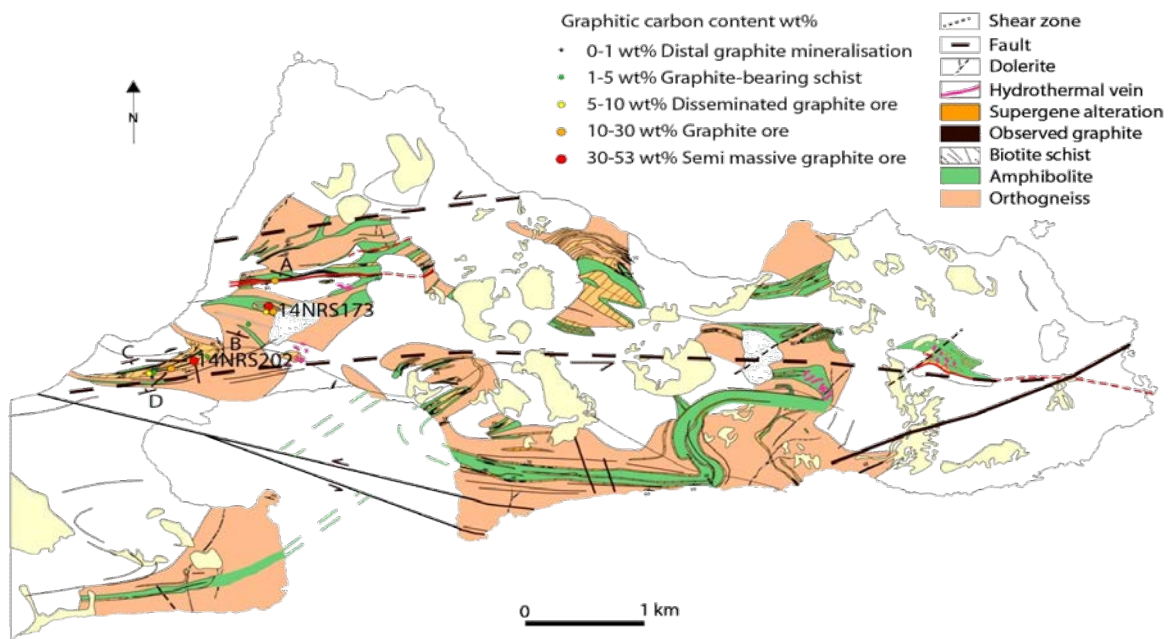 Graphitic carbon content wt%
0-1 wt% Distal graphite mineralisation
1-5 wt% Graphite-bearing schist
5-10 wt% Disseminated graphite ore
10-30 wt% Graphite ore
30-53 wt% Semi massive graphite ore
Shear zone
Fault
Dolerite
Hydrothermal vein
Supergene alteration
Observed graphite
Biotite schist
Amphibolite
Orthogneiss
N
A
14NRS173
B
C
14NRS202
D
0 1 km